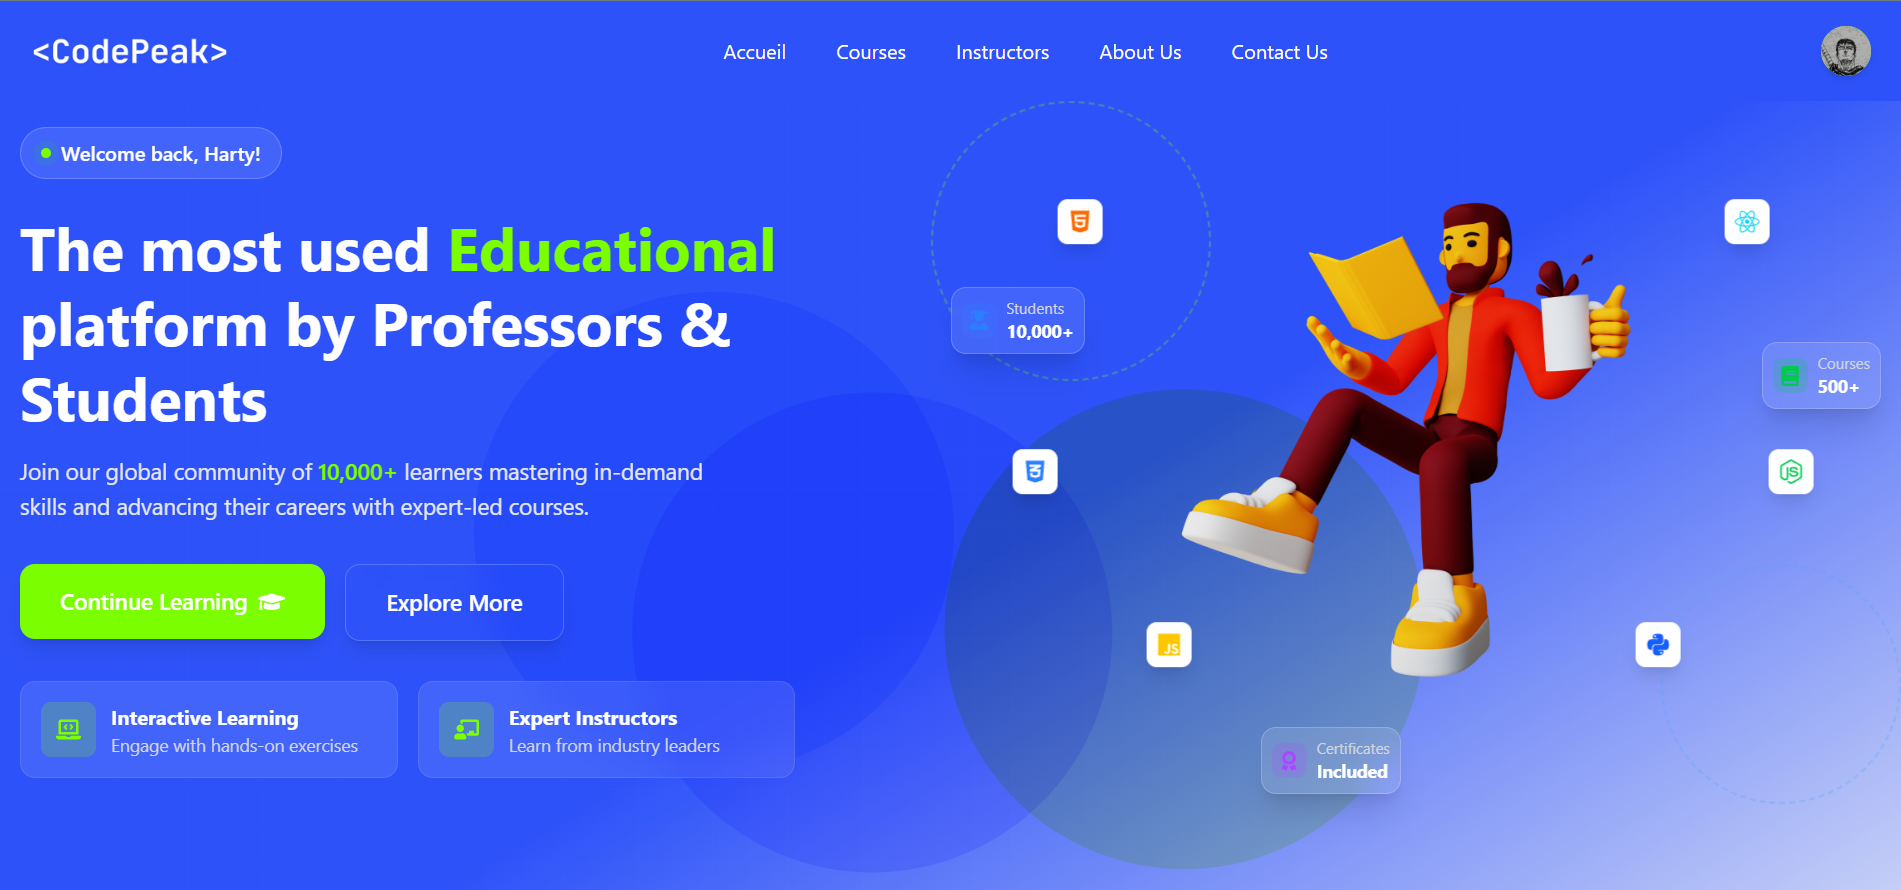 <CodePeak>
Accueil
Courses
Instructors
About Us
Contact Us
Welcome back, Harty!
The most used Educational
platform by Professors &
Students
Join our global community of 10,000+ learners mastering in-demand
skills and advancing their careers with expert-led courses.
Continue Learning
Explore More
Interactive Learning
Engage with hands-on exercises
Expert Instructors
Learn from industry leaders
Students
10,000+
Courses
500+
JS
JS
Certificates
Included